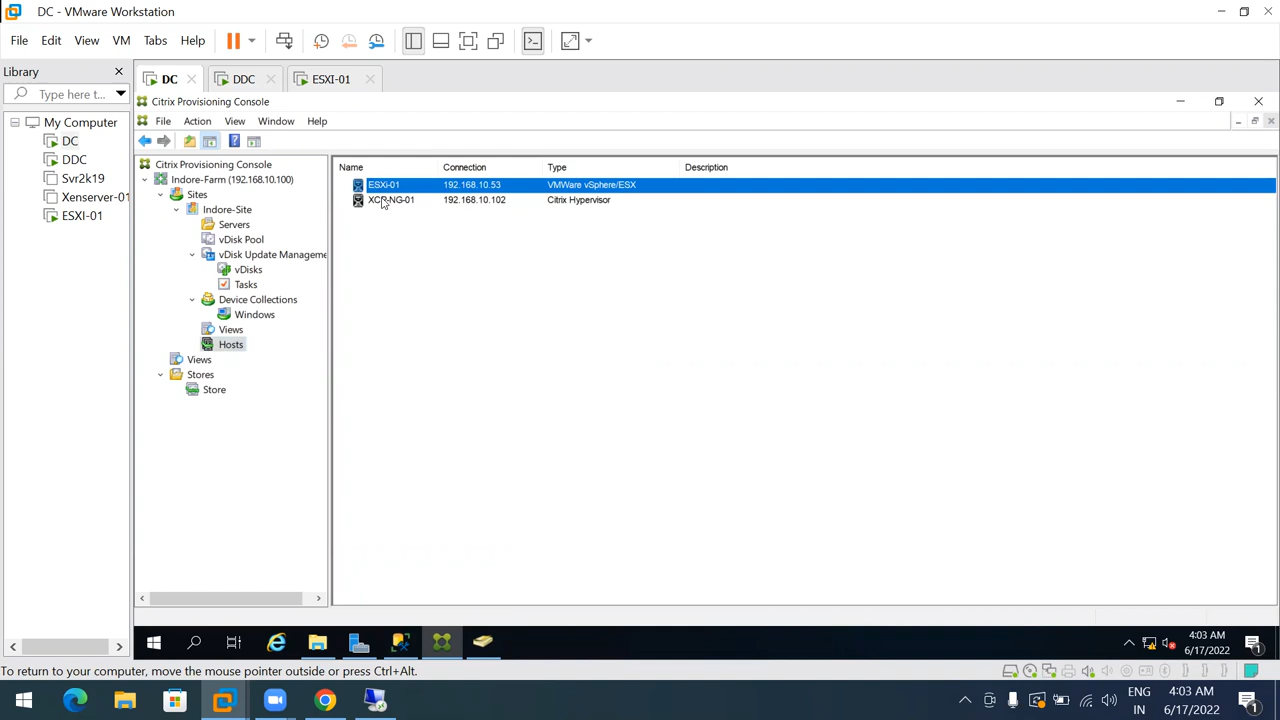 DC - VMware Workstation
File Edit View VM Tabs Help
Library
Type here t...
My Computer
DC
DDC
Svr2k19
Xenserver-01
ESXI-01
DC DDC ESXI-01
Citrix Provisioning Console
File Action View Window Help
Citrix Provisioning Console
Indore-Farm (192.168.10.100)
Sites
Indore-Site
Servers
vDisk Pool
vDisk Update Manageme
vDisks
Tasks
Device Collections
Windows
Views
Hosts
Views
Stores
Store
Name Connection Type Description
ESXi-01 192.168.10.53 VMWare vSphere/ESX
XCP-NG-01 192.168.10.102 Citrix Hypervisor
4:03 AM
6/17/2022
1
To return to your computer, move the mouse pointer outside or press Ctrl+Alt.
ENG
IN
4:03 AM
6/17/2022
1